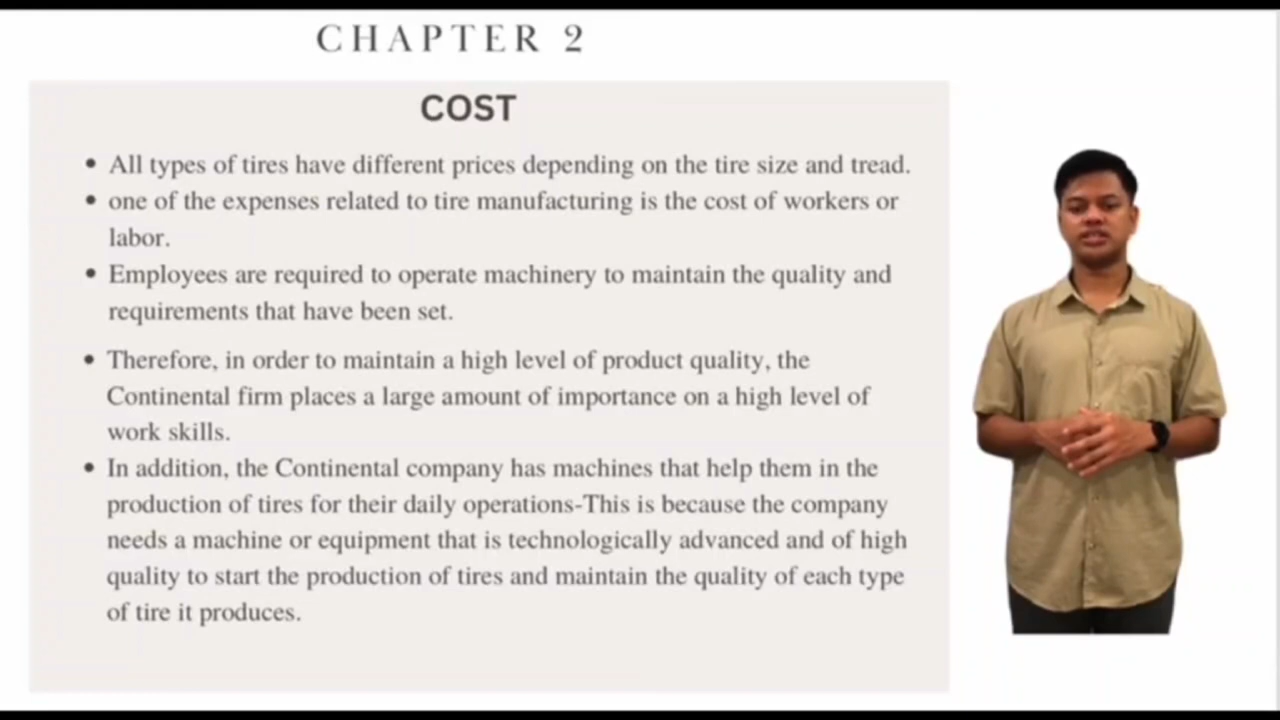 CHAPTER 2
COST
• All types of tires have different prices depending on the tire size and tread.
• one of the expenses related to tire manufacturing is the cost of workers or
labor.
• Employees are required to operate machinery to maintain the quality and
requirements that have been set.
• Therefore, in order to maintain a high level of product quality, the
Continental firm places a large amount of importance on a high level of
work skills.
• In addition, the Continental company has machines that help them in the
production of tires for their daily operations-This is because the company
needs a machine or equipment that is technologically advanced and of high
quality to start the production of tires and maintain the quality of each type
of tire it produces.